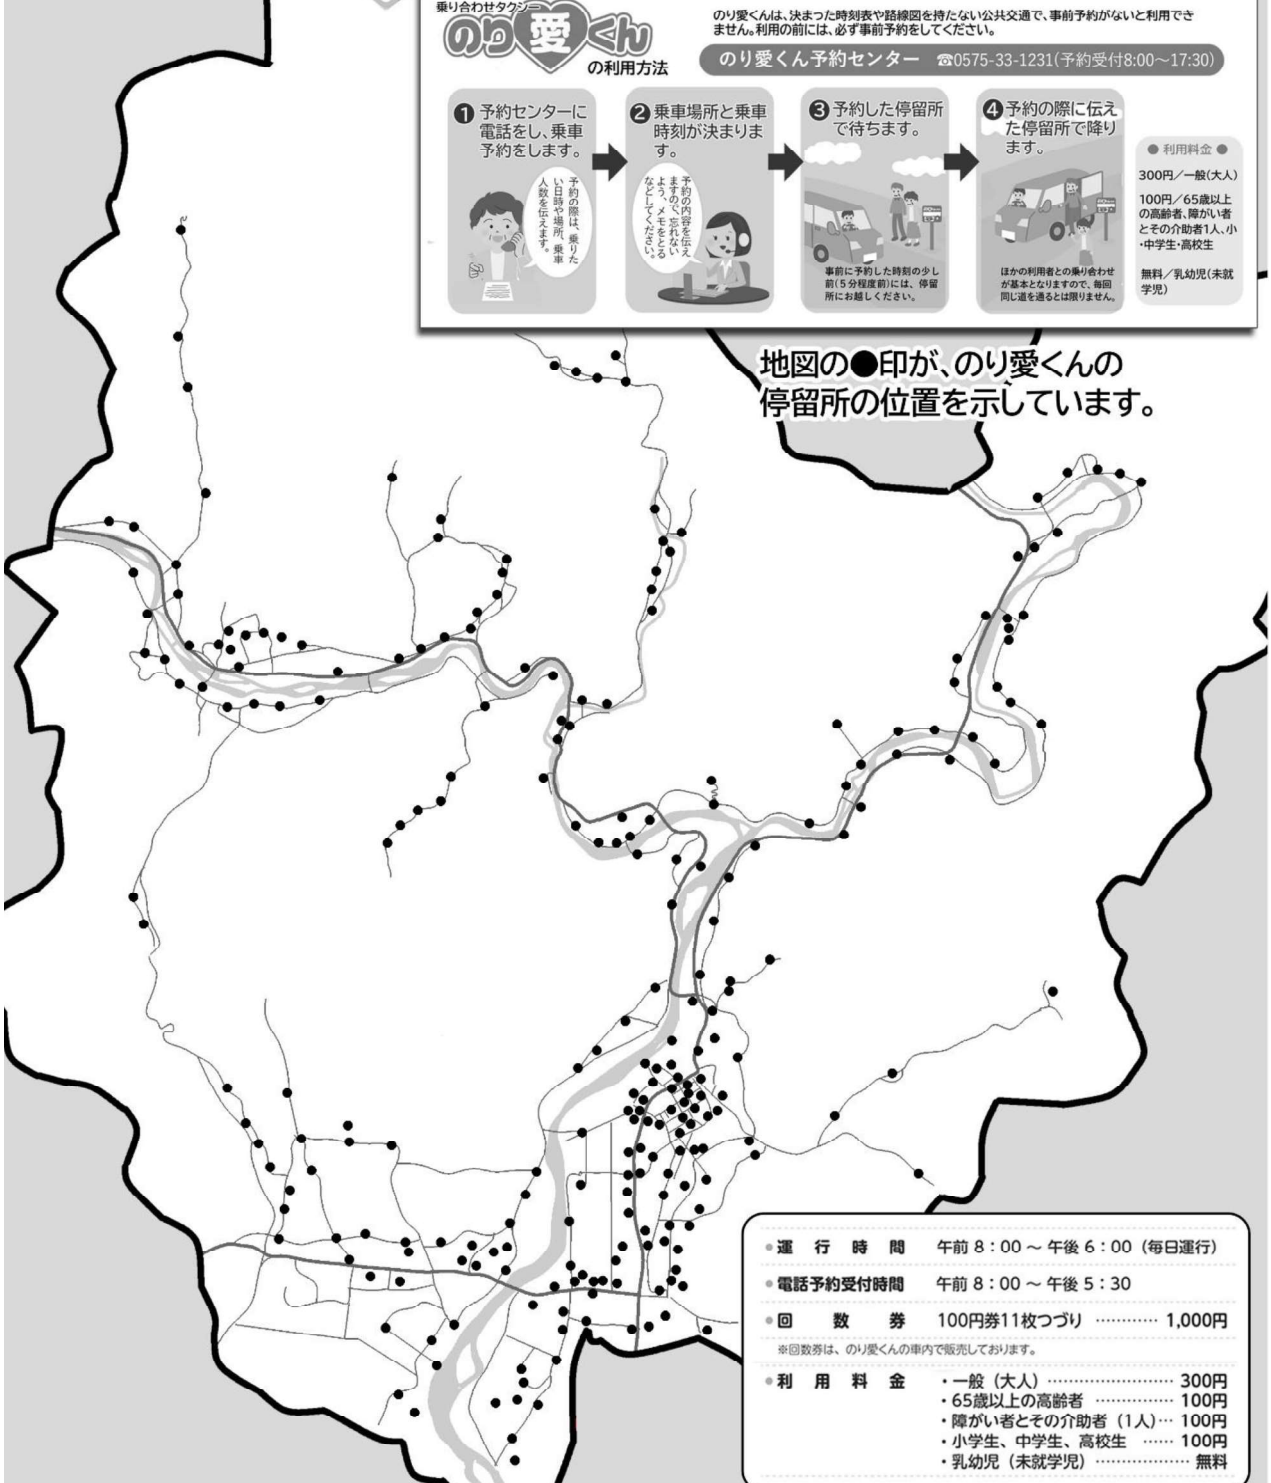 乗り合わせタクシー
のり愛くん
の利用方法
のり愛くんは、決まった時刻表や路線図を持たない公共交通で、事前予約がないと利用でき
ません。利用の前には、必ず事前予約をしてください。
のり愛くん予約センター ☎0575-33-1231(予約受付8:00～17:30)
❶ 予約センターに
電話をし、乗車
予約をします。
予約の際は、乗りた
い日時や場所、乗車
人数を伝えます。
❷ 乗車場所と乗車
時刻が決まりま
す。
予約の内容を伝え
ますので、忘れない
よう、メモをとる
などしてください。
❸ 予約した停留所
で待ちます。
事前に予約した時刻の少し
前(5分程度前)には、停留
所にお越しください。
❹ 予約の際に伝え
た停留所で降り
ます。
ほかの利用者との乗り合わせ
が基本となりますので、毎回
同じ道を通るとは限りません。
● 利用料金 ●
300円／一般(大人)
100円／65歳以上
の高齢者、障がい者
とその介助者1人、小
・中学生・高校生
無料／乳幼児(未就
学児)
地図の●印が、のり愛くんの
停留所の位置を示しています。
●運行時間 午前 8：00 ～ 午後 6：00（毎日運行）
●電話予約受付時間 午前 8：00 ～ 午後 5：30
●回数券 100円券11枚つづり ………… 1,000円
※回数券は、のり愛くんの車内で販売しております。
●利用料金 ・一般（大人）…………………… 300円
・65歳以上の高齢者 ………… 100円
・障がい者とその介助者（1人）… 100円
・小学生、中学生、高校生 …… 100円
・乳幼児（未就学児）……………… 無料